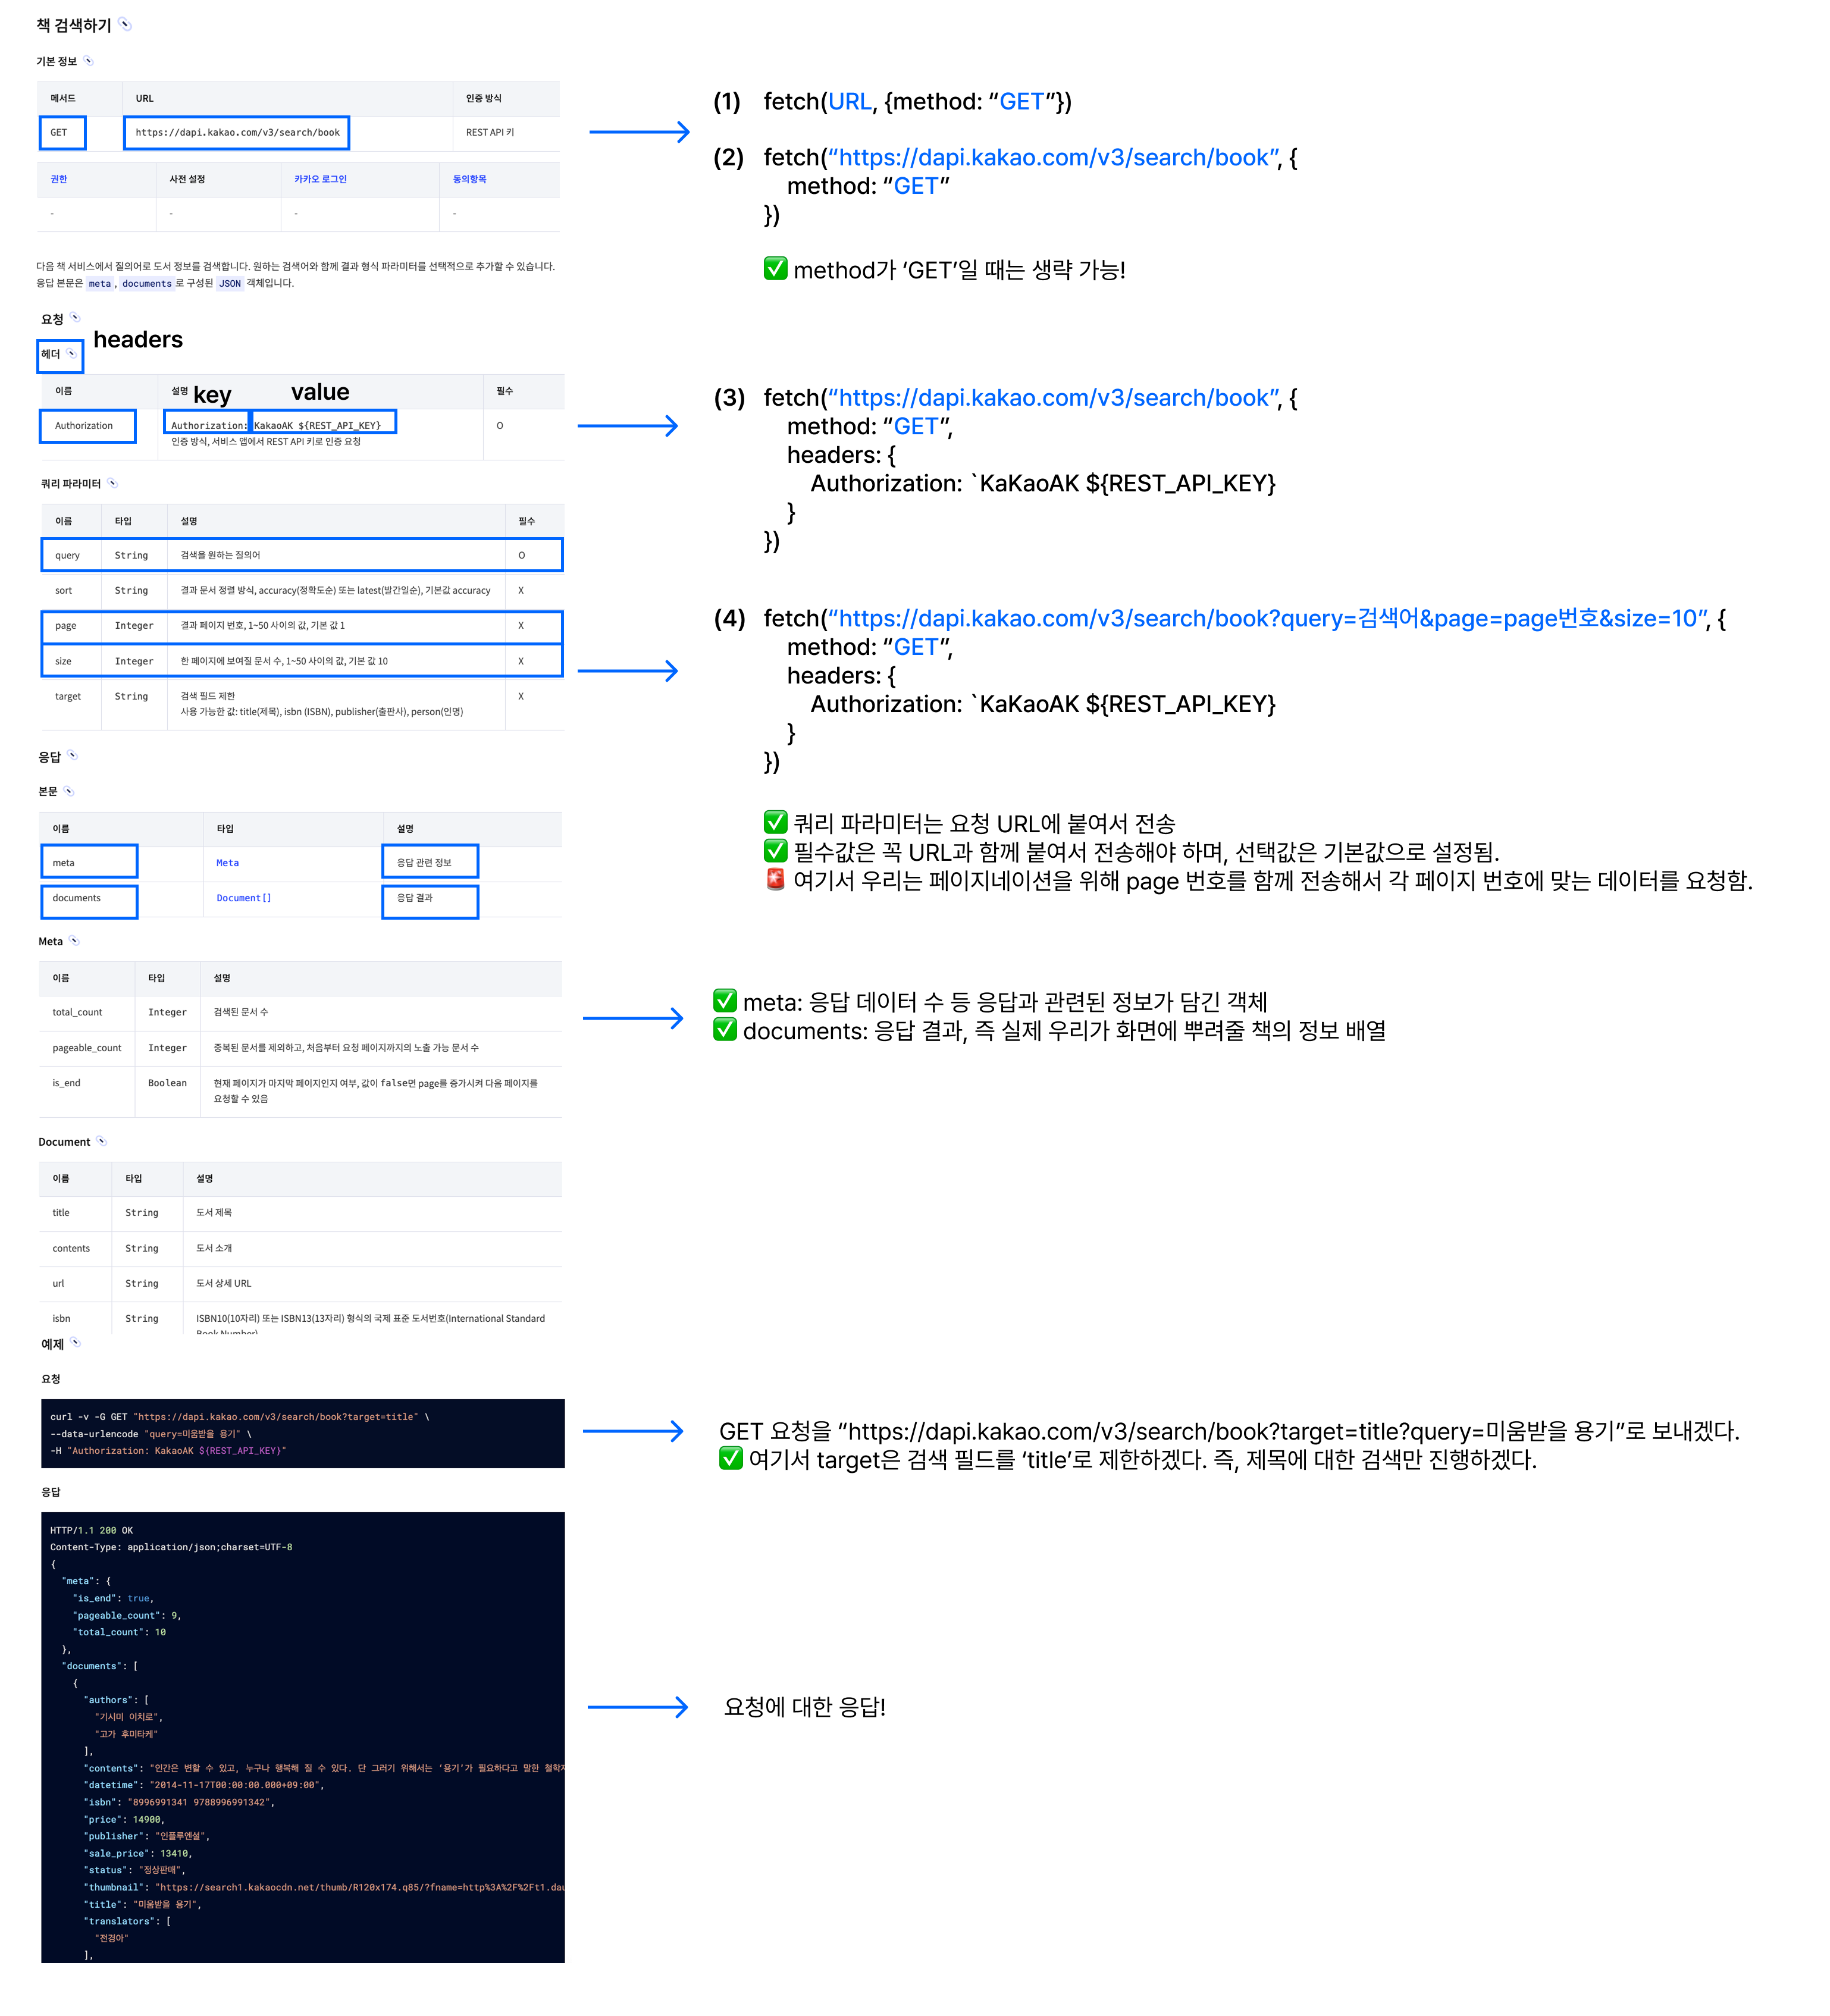 책 검색하기
기본 정보
메서드 URL 인증 방식
GET https://dapi.kakao.com/v3/search/book REST API 키
권한 사전 설정 카카오 로그인 동의항목
- - - -
다음 책 서비스에서 질의어로 도서 정보를 검색합니다. 원하는 검색어와 함께 결과 형식 파라미터를 선택적으로 추가할 수 있습니다.
응답 본문은 meta, documents로 구성된 JSON 객체입니다.
(1) fetch(URL, {method: “GET”})
(2) fetch(“https://dapi.kakao.com/v3/search/book”, {
method: “GET”
})
✅ method가 ‘GET’일 때는 생략 가능!
요청
headers
헤더
key value
이름 설명 필수
Authorization Authorization: KakaoAK ${REST_API_KEY} O
인증 방식, 서비스 앱에서 REST API 키로 인증 요청
(3) fetch(“https://dapi.kakao.com/v3/search/book”, {
method: “GET”,
headers: {
Authorization: `KaKaoAK ${REST_API_KEY}
}
})
쿼리 파라미터
이름 타입 설명 필수
query String 검색을 원하는 질의어 O
sort String 결과 문서 정렬 방식, accuracy(정확도순) 또는 latest(발간일순), 기본값 accuracy X
page Integer 결과 페이지 번호, 1~50 사이의 값, 기본 값 1 X
size Integer 한 페이지에 보여질 문서 수, 1~50 사이의 값, 기본 값 10 X
target String 검색 필드 제한 X
사용 가능한 값: title(제목), isbn (ISBN), publisher(출판사), person(인명)
(4) fetch(“https://dapi.kakao.com/v3/search/book?query=검색어&page=page번호&size=10”, {
method: “GET”,
headers: {
Authorization: `KaKaoAK ${REST_API_KEY}
}
})
✅ 쿼리 파라미터는 요청 URL에 붙여서 전송
✅ 필수값은 꼭 URL과 함께 붙여서 전송해야 하며, 선택값은 기본값으로 설정됨.
🚨 여기서 우리는 페이지네이션을 위해 page 번호를 함께 전송해서 각 페이지 번호에 맞는 데이터를 요청함.
응답
본문
이름 타입 설명
meta Meta 응답 관련 정보
documents Document[] 응답 결과
Meta
이름 타입 설명
total_count Integer 검색된 문서 수
pageable_count Integer 중복된 문서를 제외하고, 처음부터 요청 페이지까지의 노출 가능 문서 수
is_end Boolean 현재 페이지가 마지막 페이지인지 여부, 값이 false면 page를 증가시켜 다음 페이지를
요청할 수 있음
✅ meta: 응답 데이터 수 등 응답과 관련된 정보가 담긴 객체
✅ documents: 응답 결과, 즉 실제 우리가 화면에 뿌려줄 책의 정보 배열
Document
이름 타입 설명
title String 도서 제목
contents String 도서 소개
url String 도서 상세 URL
isbn String ISBN10(10자리) 또는 ISBN13(13자리) 형식의 국제 표준 도서번호(International Standard
Book Number)
예제
요청
curl -v -G GET "https://dapi.kakao.com/v3/search/book?target=title" \
--data-urlencode "query=미움받을 용기" \
-H "Authorization: KakaoAK ${REST_API_KEY}"
GET 요청을 “https://dapi.kakao.com/v3/search/book?target=title?query=미움받을 용기”로 보내겠다.
✅ 여기서 target은 검색 필드를 ‘title’로 제한하겠다. 즉, 제목에 대한 검색만 진행하겠다.
응답
HTTP/1.1 200 OK
Content-Type: application/json;charset=UTF-8
{
"meta": {
"is_end": true,
"pageable_count": 9,
"total_count": 10
},
"documents": [
{
"authors": [
"기시미 이치로",
"고가 후미타케"
],
"contents": "인간은 변할 수 있고, 누구나 행복해 질 수 있다. 단 그러기 위해서는 ‘용기’가 필요하다고 말한 철학자
"datetime": "2014-11-17T00:00:00.000+09:00",
"isbn": "8996991341 9788996991342",
"price": 14900,
"publisher": "인플루엔셜",
"sale_price": 13410,
"status": "정상판매",
"thumbnail": "https://search1.kakaocdn.net/thumb/R120x174.q85/?fname=http%3A%2F%2Ft1.dau
"title": "미움받을 용기",
"translators": [
"전경아"
],
요청에 대한 응답!